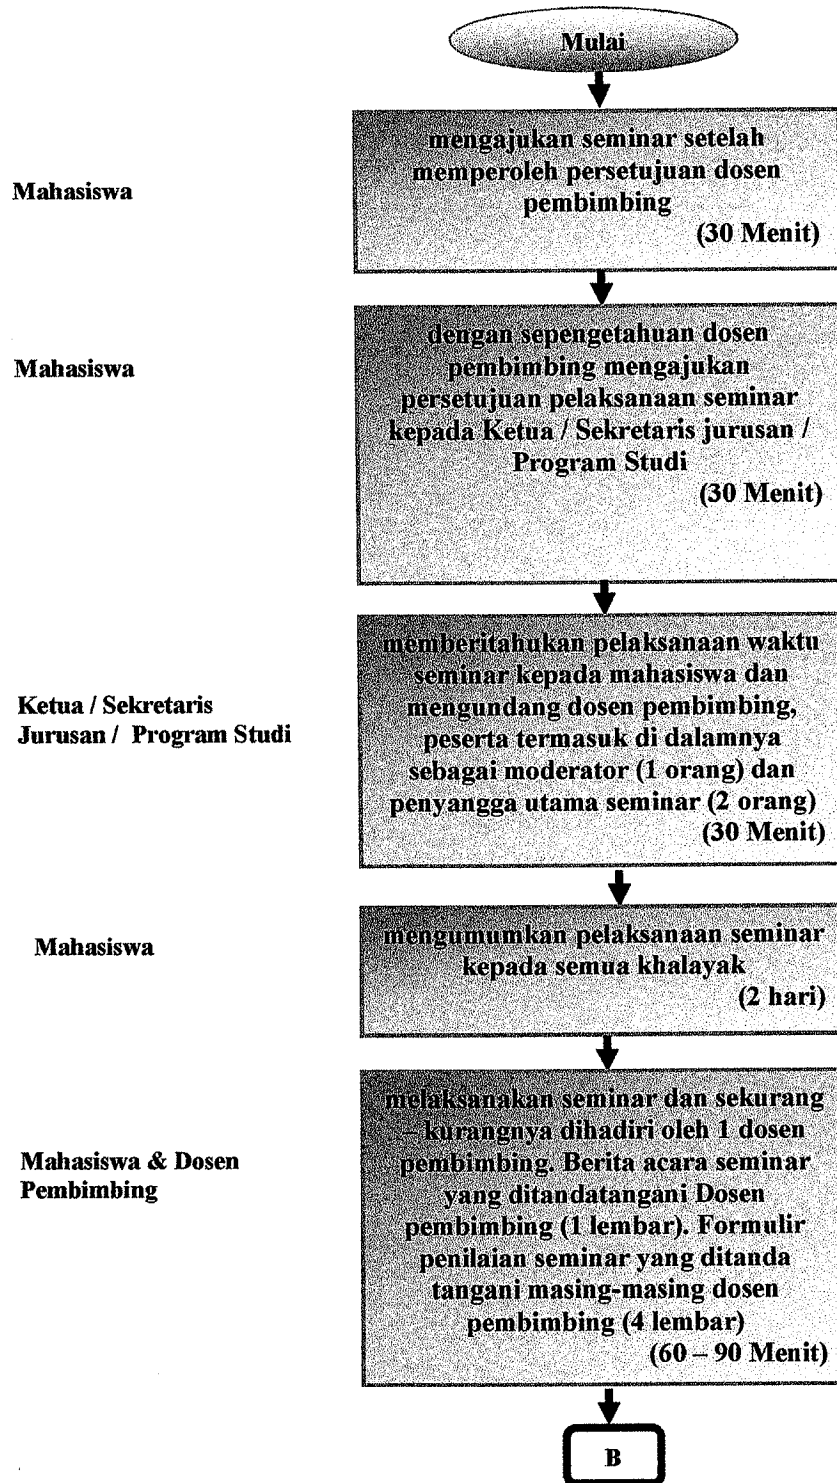 Mulai
Mahasiswa
mengajukan seminar setelah
memperoleh persetujuan dosen
pembimbing
(30 Menit)
Mahasiswa
dengan sepengetahuan dosen
pembimbing mengajukan
persetujuan pelaksanaan seminar
kepada Ketua / Sekretaris jurusan /
Program Studi
(30 Menit)
Ketua / Sekretaris
Jurusan / Program Studi
memberitahukan pelaksanaan waktu
seminar kepada mahasiswa dan
mengundang dosen pembimbing,
peserta termasuk di dalamnya
sebagai moderator (1 orang) dan
penyangga utama seminar (2 orang)
(30 Menit)
Mahasiswa
mengumumkan pelaksanaan seminar
kepada semua khalayak
(2 hari)
Mahasiswa & Dosen
Pembimbing
melaksanakan seminar dan sekurang
– kurangnya dihadiri oleh 1 dosen
pembimbing. Berita acara seminar
yang ditandatangani Dosen
pembimbing (1 lembar). Formulir
penilaian seminar yang ditanda
tangani masing-masing dosen
pembimbing (4 lembar)
(60 – 90 Menit)
B